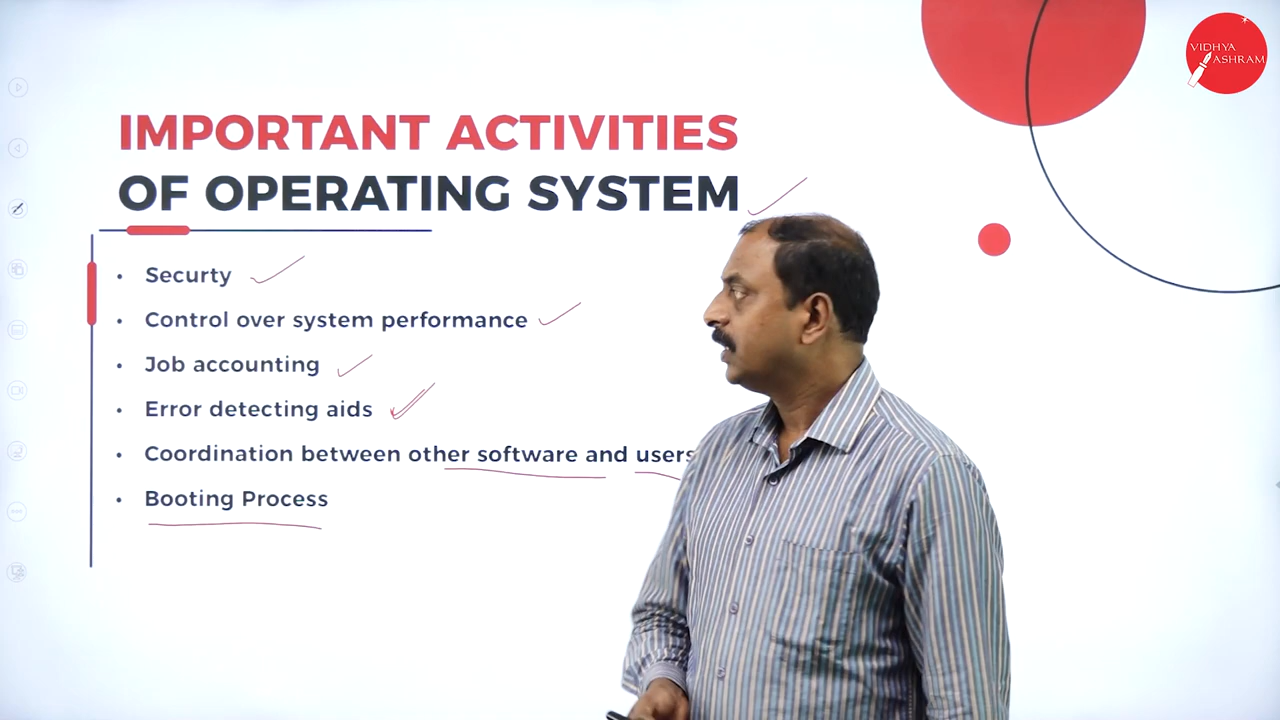 VIDHYA
ASHRAM
IMPORTANT ACTIVITIES
OF OPERATING SYSTEM
• Securty
• Control over system performance
• Job accounting
• Error detecting aids
• Coordination between other software and users
• Booting Process